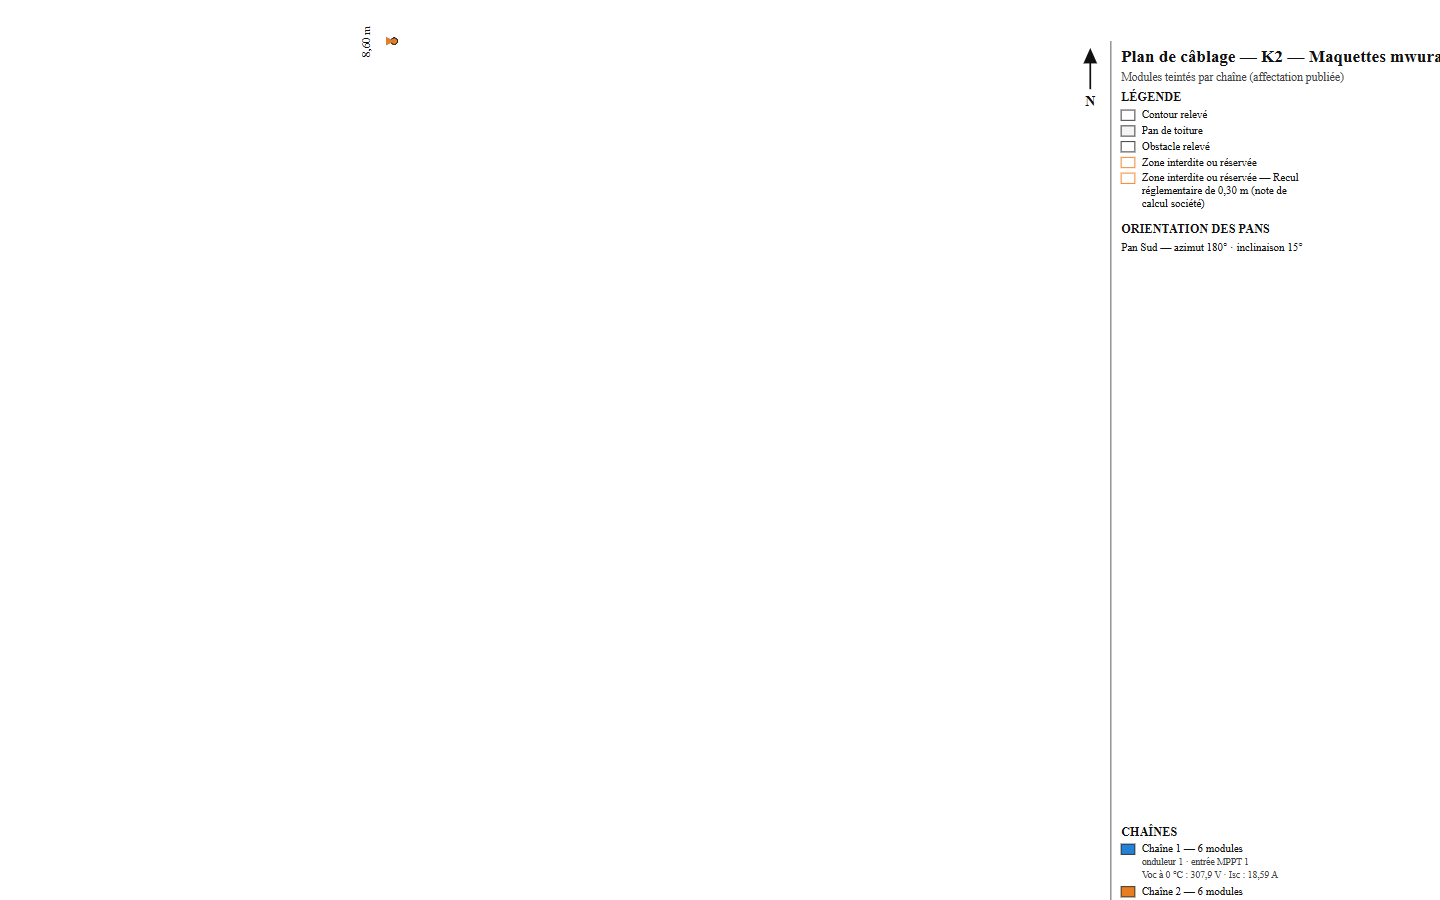 8,60 m
N
Plan de câblage — K2 — Maquettes mwura
Modules teintés par chaîne (affectation publiée)
LÉGENDE
Contour relevé
Pan de toiture
Obstacle relevé
Zone interdite ou réservée
Zone interdite ou réservée — Recul
réglementaire de 0,30 m (note de
calcul société)
ORIENTATION DES PANS
Pan Sud — azimut 180° · inclinaison 15°
CHAÎNES
Chaîne 1 — 6 modules
onduleur 1 · entrée MPPT 1
Voc à 0 °C : 307,9 V · Isc : 18,59 A
Chaîne 2 — 6 modules